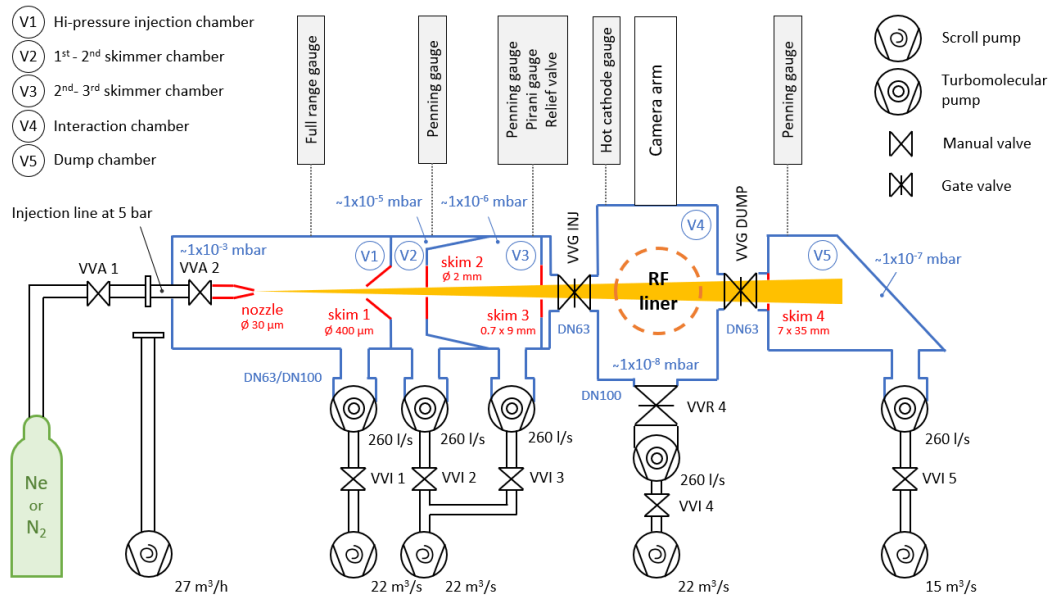 V1 Hi-pressure injection chamber
V2 1st - 2nd skimmer chamber
V3 2nd- 3rd skimmer chamber
V4 Interaction chamber
V5 Dump chamber
Full range gauge
Penning gauge
Penning gauge
Pirani gauge
Relief valve
Hot cathode gauge
Camera arm
Penning gauge
Scroll pump
Turbomolecular
pump
Manual valve
Gate valve
Injection line at 5 bar
~1x10-3 mbar
~1x10-5 mbar
~1x10-6 mbar
VVG INJ
VVG DUMP
V1
V2
V3
V4
V5
~1x10-7 mbar
VVA 1
VVA 2
nozzle
Ø 30 µm
skim 1
Ø 400 µm
skim 2
Ø 2 mm
skim 3
0.7 x 9 mm
RF
liner
skim 4
7 x 35 mm
DN63
DN63
DN63/DN100
~1x10-8 mbar
DN100
VVR 4
260 l/s
260 l/s
260 l/s
260 l/s
260 l/s
VVI 1
VVI 2
VVI 3
VVI 4
VVI 5
Ne
or
N2
27 m3/h
22 m3/s
22 m3/s
22 m3/s
15 m3/s